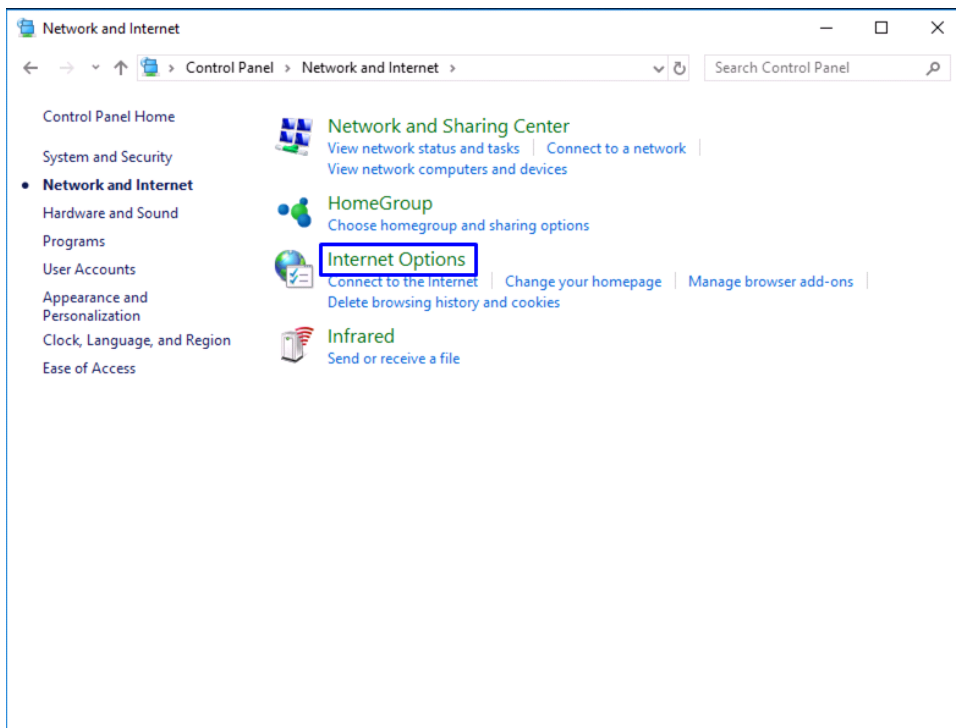 Network and Internet
Control Panel > Network and Internet >
Search Control Panel
Control Panel Home
System and Security
Network and Internet
Hardware and Sound
Programs
User Accounts
Appearance and
Personalization
Clock, Language, and Region
Ease of Access
Network and Sharing Center
View network status and tasks
Connect to a network
View network computers and devices
HomeGroup
Choose homegroup and sharing options
Internet Options
Connect to the Internet
Change your homepage
Manage browser add-ons
Delete browsing history and cookies
Infrared
Send or receive a file